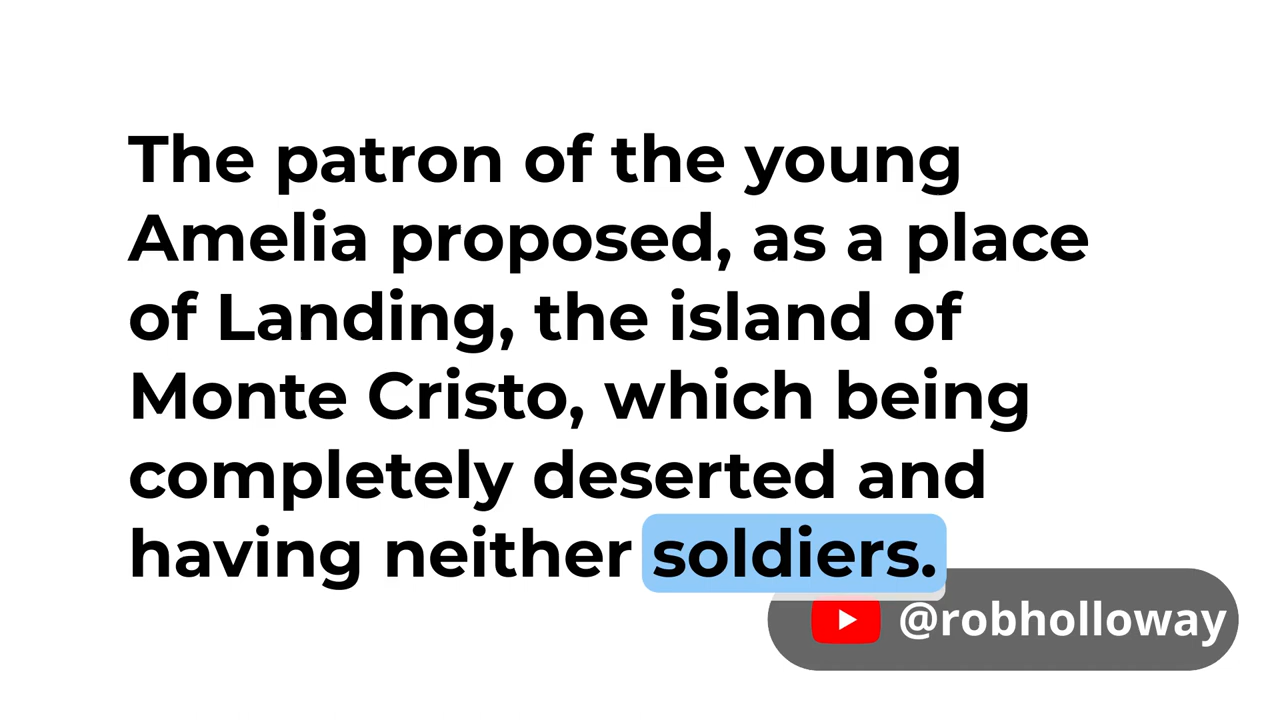 The patron of the young
Amelia proposed, as a place
of Landing, the island of
Monte Cristo, which being
completely deserted and
having neither soldiers.
@robholloway